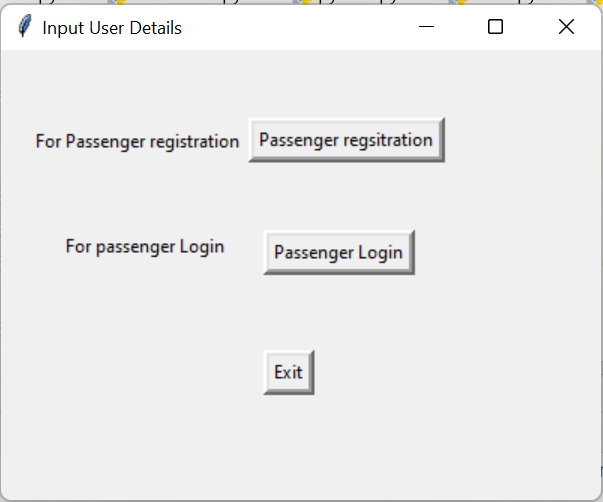 Input User Details
For Passenger registration Passenger regsitration
For passenger Login Passenger Login
Exit